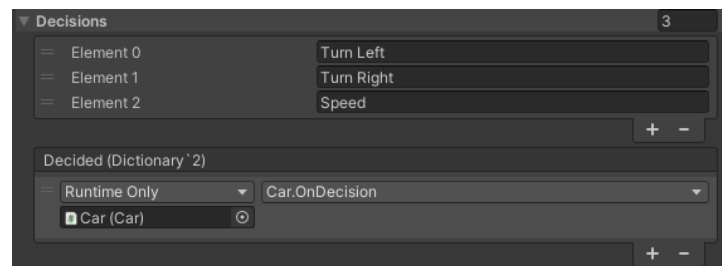 Decisions 3
Element 0 Turn Left
Element 1 Turn Right
Element 2 Speed
+ -
Decided (Dictionary`2)
Runtime Only Car.OnDecision
Car (Car)
+ -